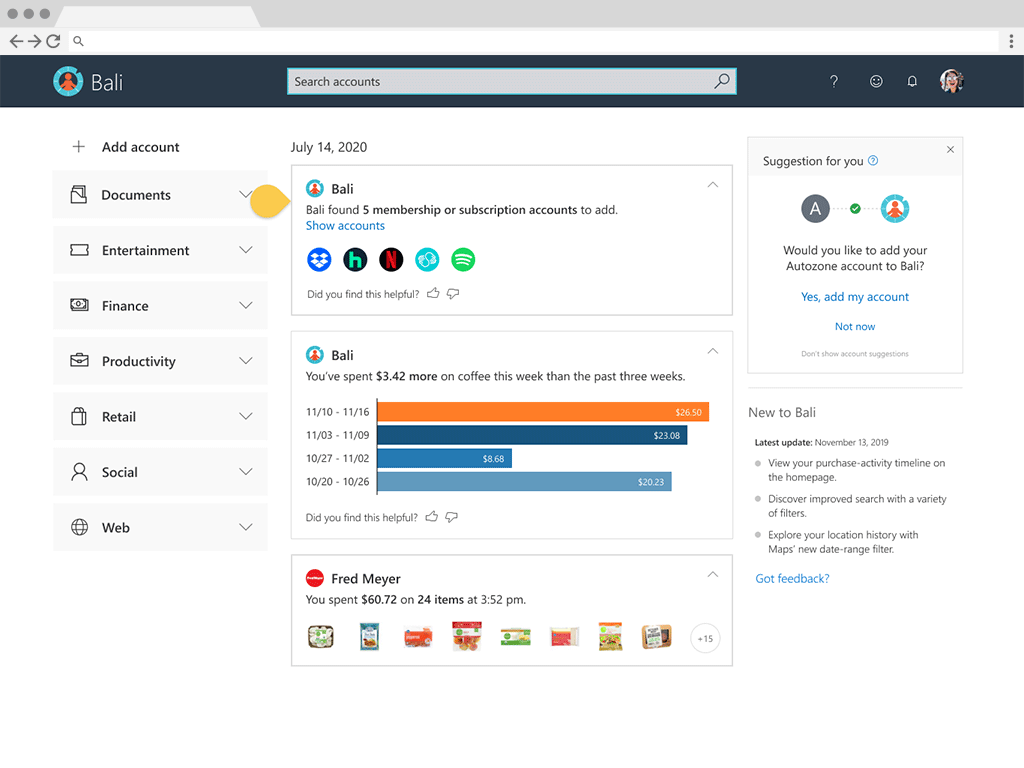 Bali
Search accounts
?
Add account
Documents
Entertainment
Finance
Productivity
Retail
Social
Web
July 14, 2020
Bali
Bali found 5 membership or subscription accounts to add.
Show accounts
h
N
Did you find this helpful?
Bali
You've spent $3.42 more on coffee this week than the past three weeks.
11/10 - 11/16 $26.50
11/03 - 11/09 $23.08
10/27 - 11/02 $8.68
10/20 - 10/26 $20.23
Did you find this helpful?
Fred Meyer
You spent $60.72 on 24 items at 3:52 pm.
+15
Suggestion for you ?
A
Would you like to add your
Autozone account to Bali?
Yes, add my account
Not now
Don't show account suggestions
New to Bali
Latest update: November 13, 2019
View your purchase-activity timeline on
the homepage.
Discover improved search with a variety
of filters.
Explore your location history with
Maps' new date-range filter.
Got feedback?